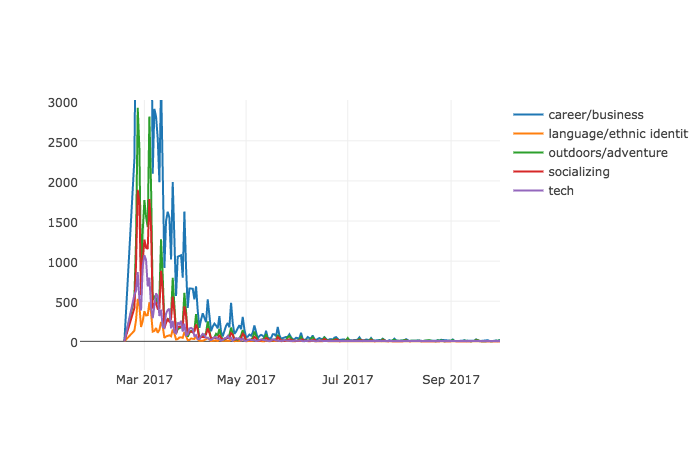 3000
2500
2000
1500
1000
500
0
Mar 2017
May 2017
Jul 2017
Sep 2017
career/business
language/ethnic identit
outdoors/adventure
socializing
tech